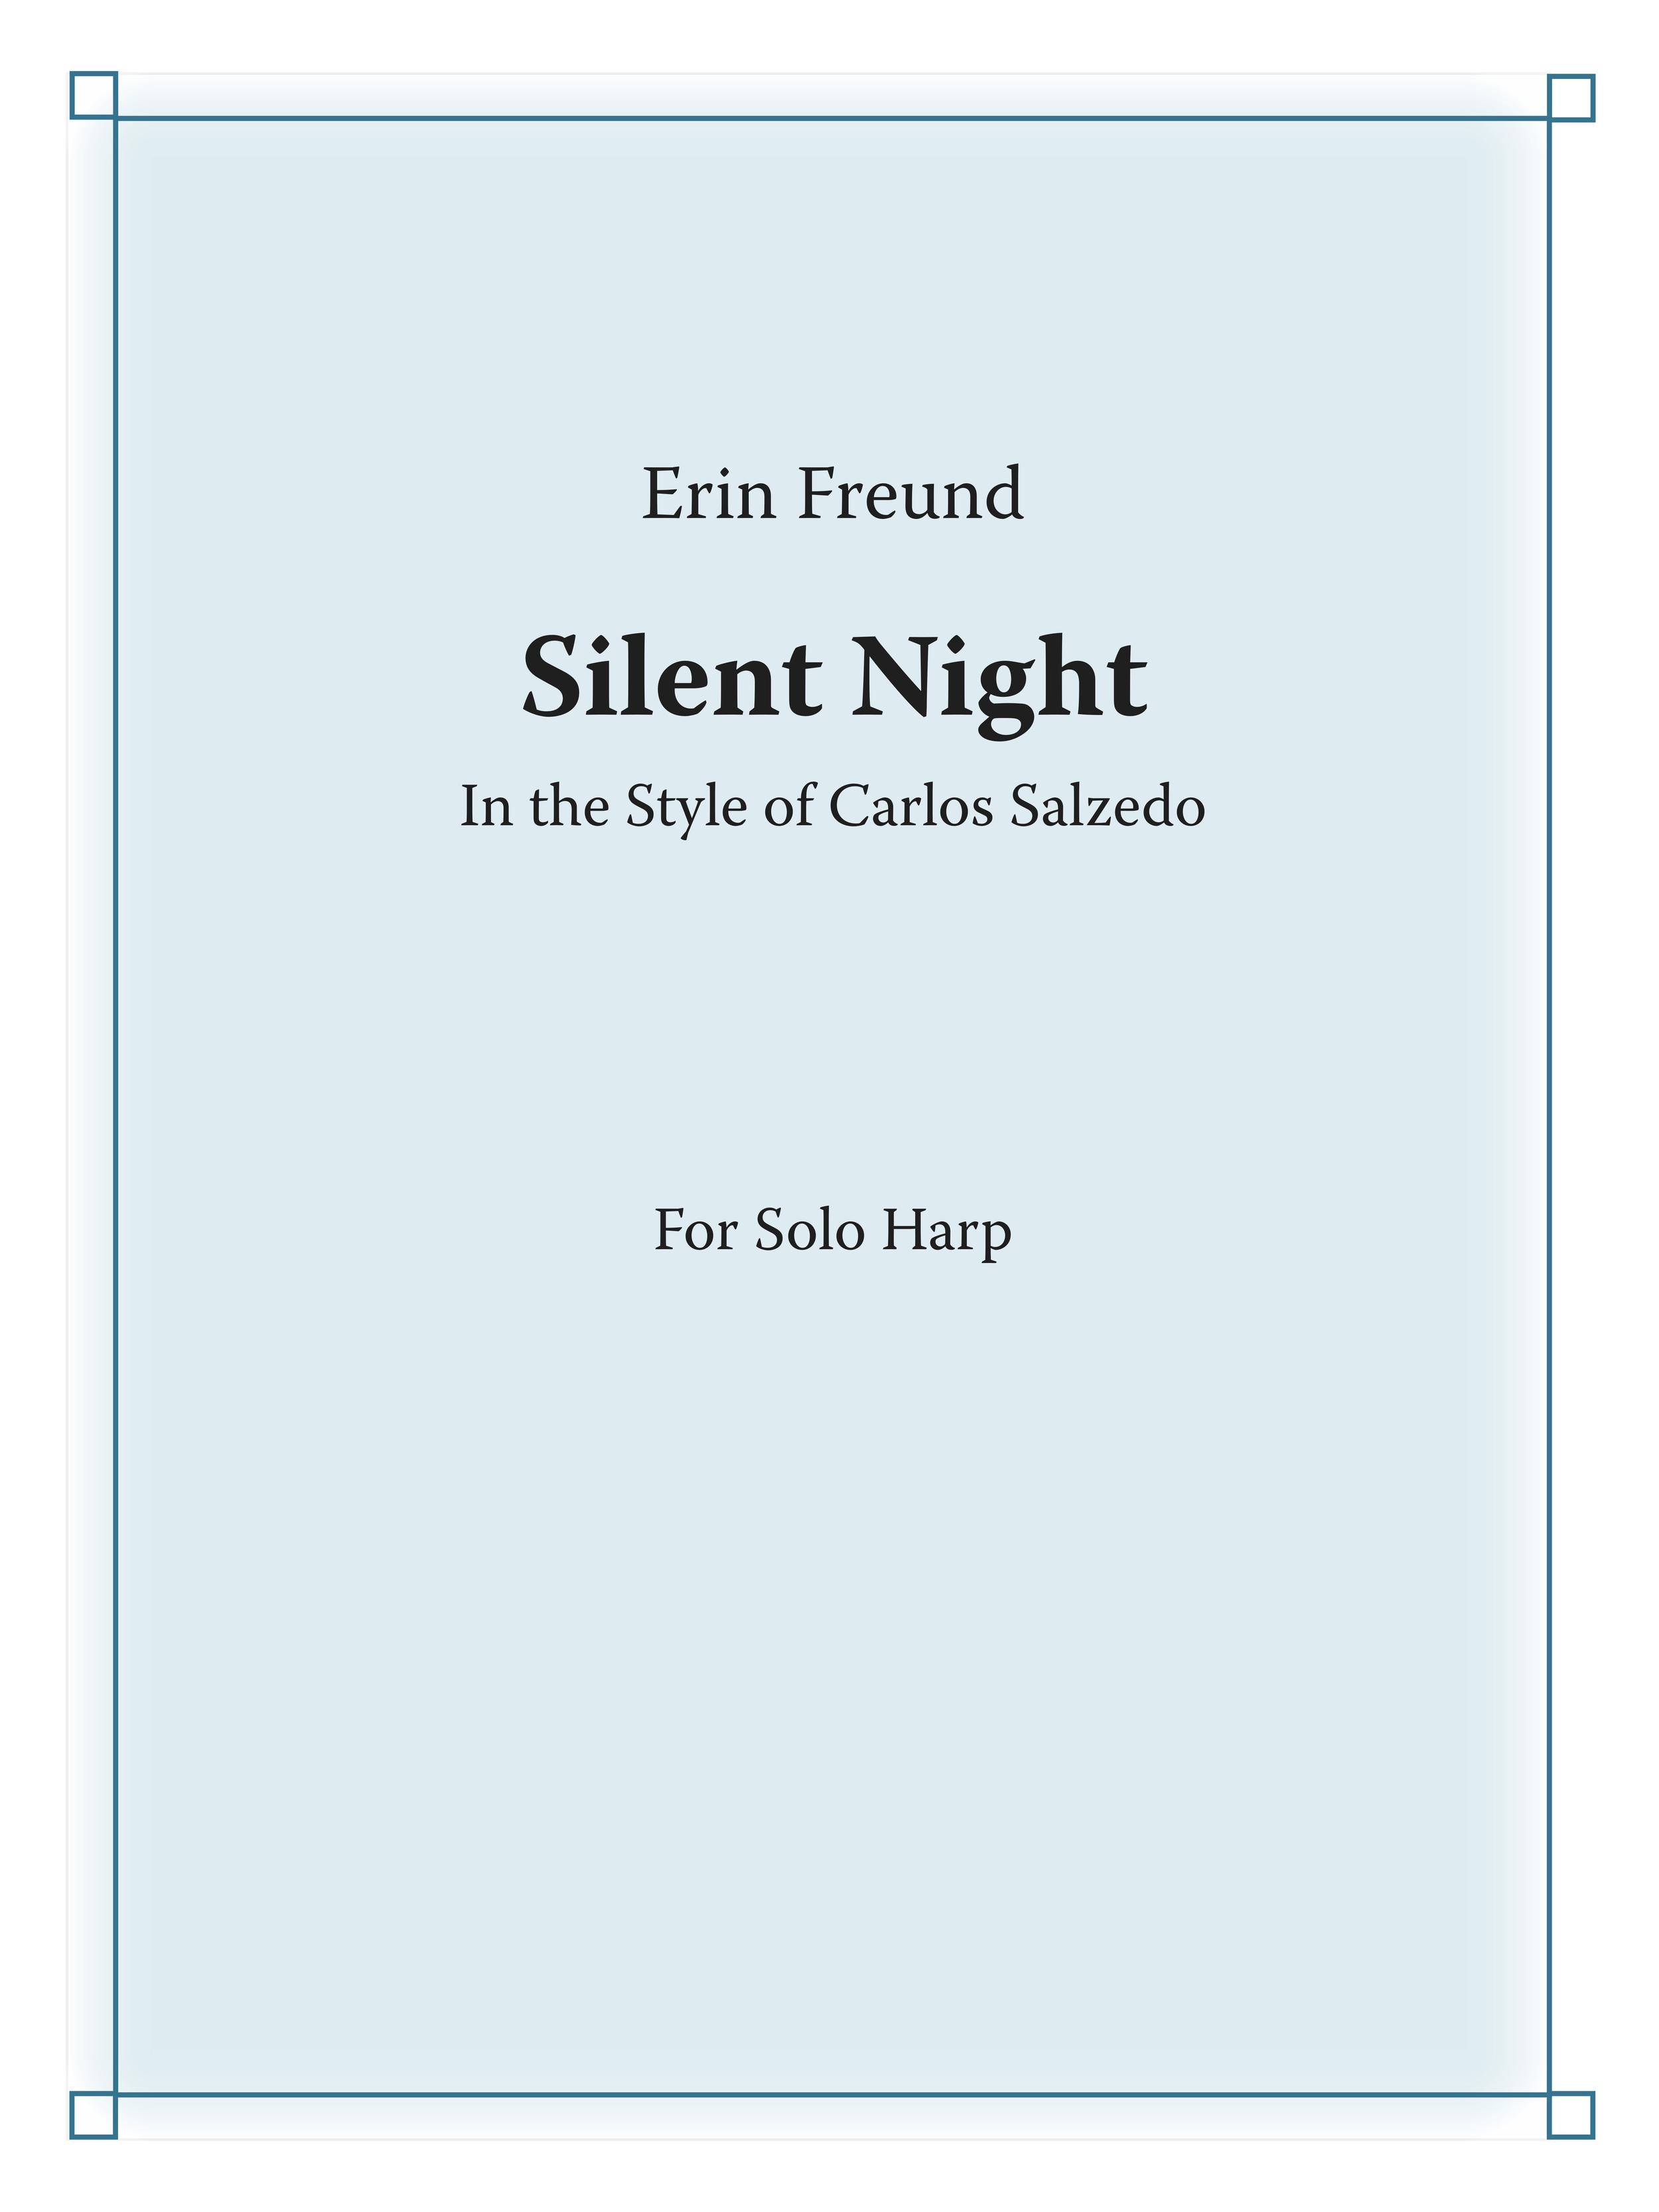 Erin Freund
Silent Night
In the Style of Carlos Salzedo
For Solo Harp